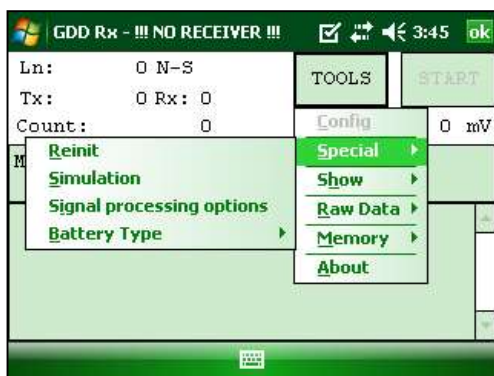 GDD Rx - !!! NO RECEIVER !!! 3:45 ok
Ln: 0 N-S
TOOLS START
Tx: 0 Rx: 0
Count: 0 0 mV
M
Config
Special
Show
Raw Data
Memory
About
Reinit
Simulation
Signal processing options
Battery Type